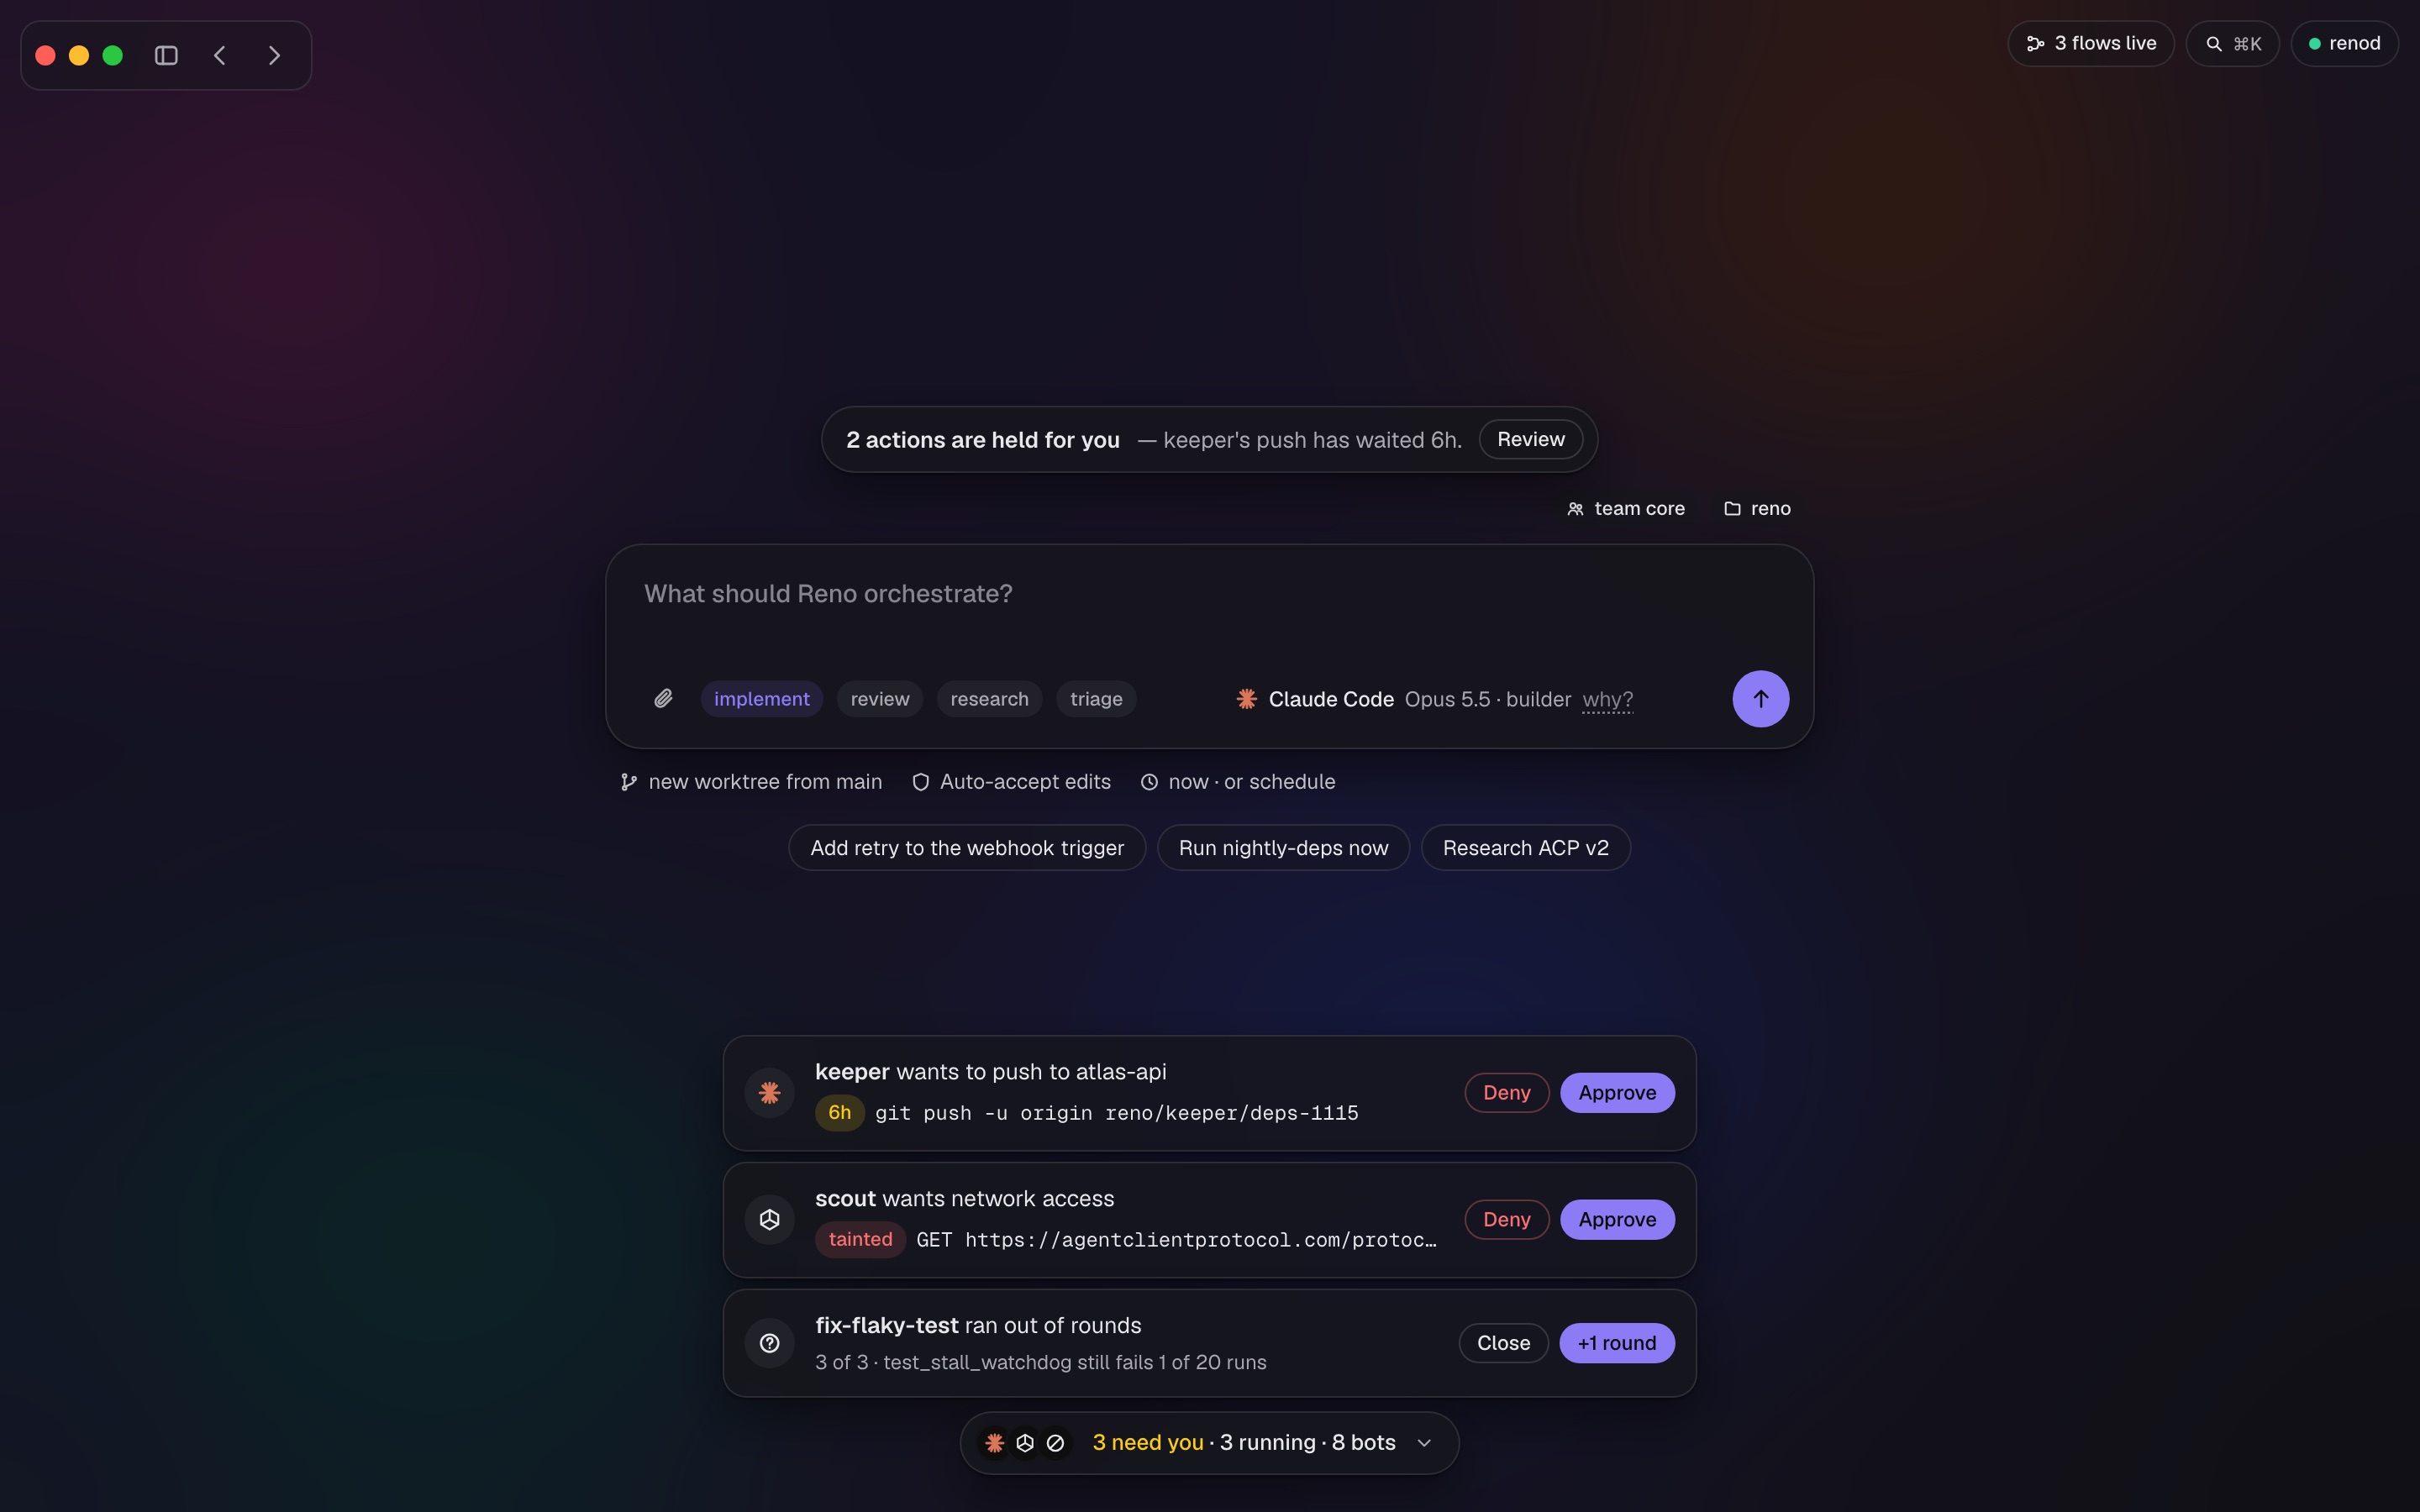 3 flows live
⌘K
renod
2 actions are held for you — keeper's push has waited 6h. Review
team core
reno
What should Reno orchestrate?
implement review research triage Claude Code Opus 5.5 · builder why?
new worktree from main Auto-accept edits now · or schedule
Add retry to the webhook trigger Run nightly-deps now Research ACP v2
keeper wants to push to atlas-api
6h git push -u origin reno/keeper/deps-1115
Deny Approve
scout wants network access
tainted GET https://agentclientprotocol.com/protoc…
Deny Approve
fix-flaky-test ran out of rounds
3 of 3 · test_stall_watchdog still fails 1 of 20 runs
Close +1 round
3 need you · 3 running · 8 bots